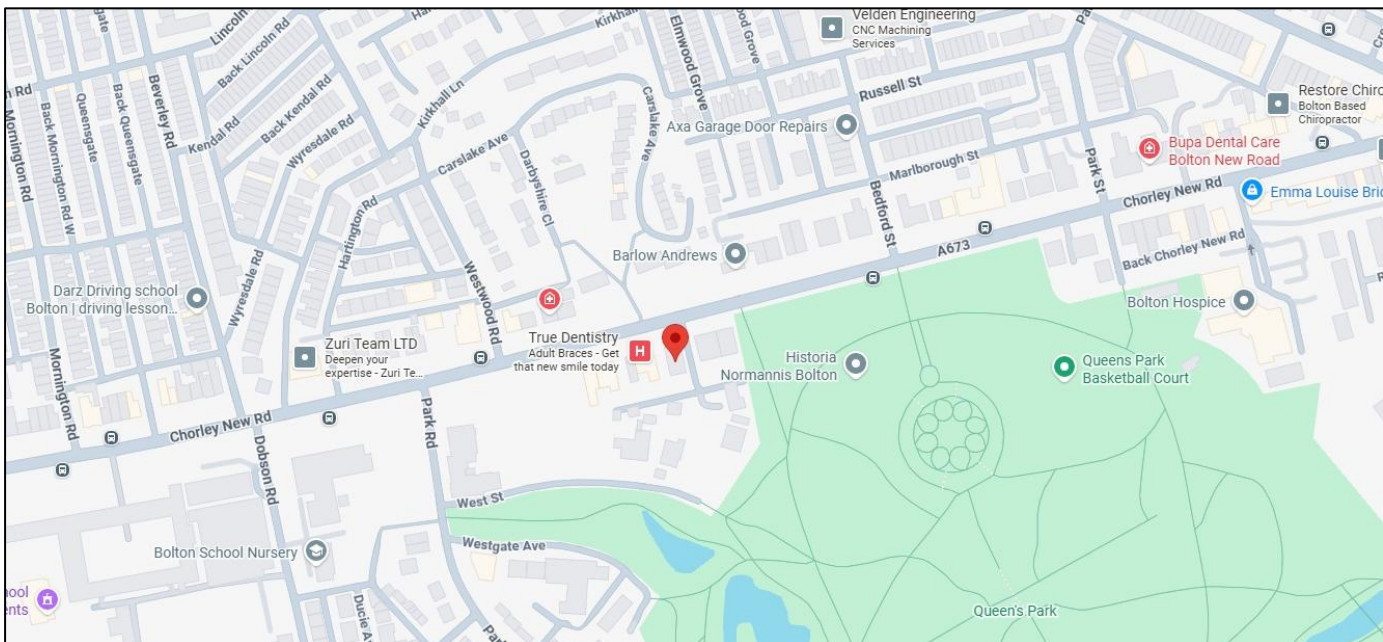 Velden Engineering
CNC Machining
Services
Lincoln Rd
Back Lincoln Rd
Kirkhall Ln
Elmwood Grove
Restore Chiro
Bolton Based
Chiropractor
Beverley Rd
Back Queensgate
Queensgate
Back Mornington Rd W
Mornington Rd
Kendal Rd
Back Kendal Rd
Wyresdale Rd
Kirkhall Ln
Carslake Ave
Carslake Ave
Russell St
Axa Garage Door Repairs
Marlborough St
Bupa Dental Care
Bolton New Road
Park St
Chorley New Rd
Emma Louise Brid
Darbyshire Cl
Hartington Rd
Bedford St
A673
Barlow Andrews
Back Chorley New Rd
Westwood Rd
Wyresdale Rd
Darz Driving school
Bolton | driving lesson...
Bolton Hospice
Zuri Team LTD
Deepen your
expertise - Zuri Te...
True Dentistry
Adult Braces - Get
that new smile today
H
Historia
Normannis Bolton
Queens Park
Basketball Court
Mornington Rd
Chorley New Rd
Park Rd
Dobson Rd
West St
Westgate Ave
Bolton School Nursery
Queen's Park